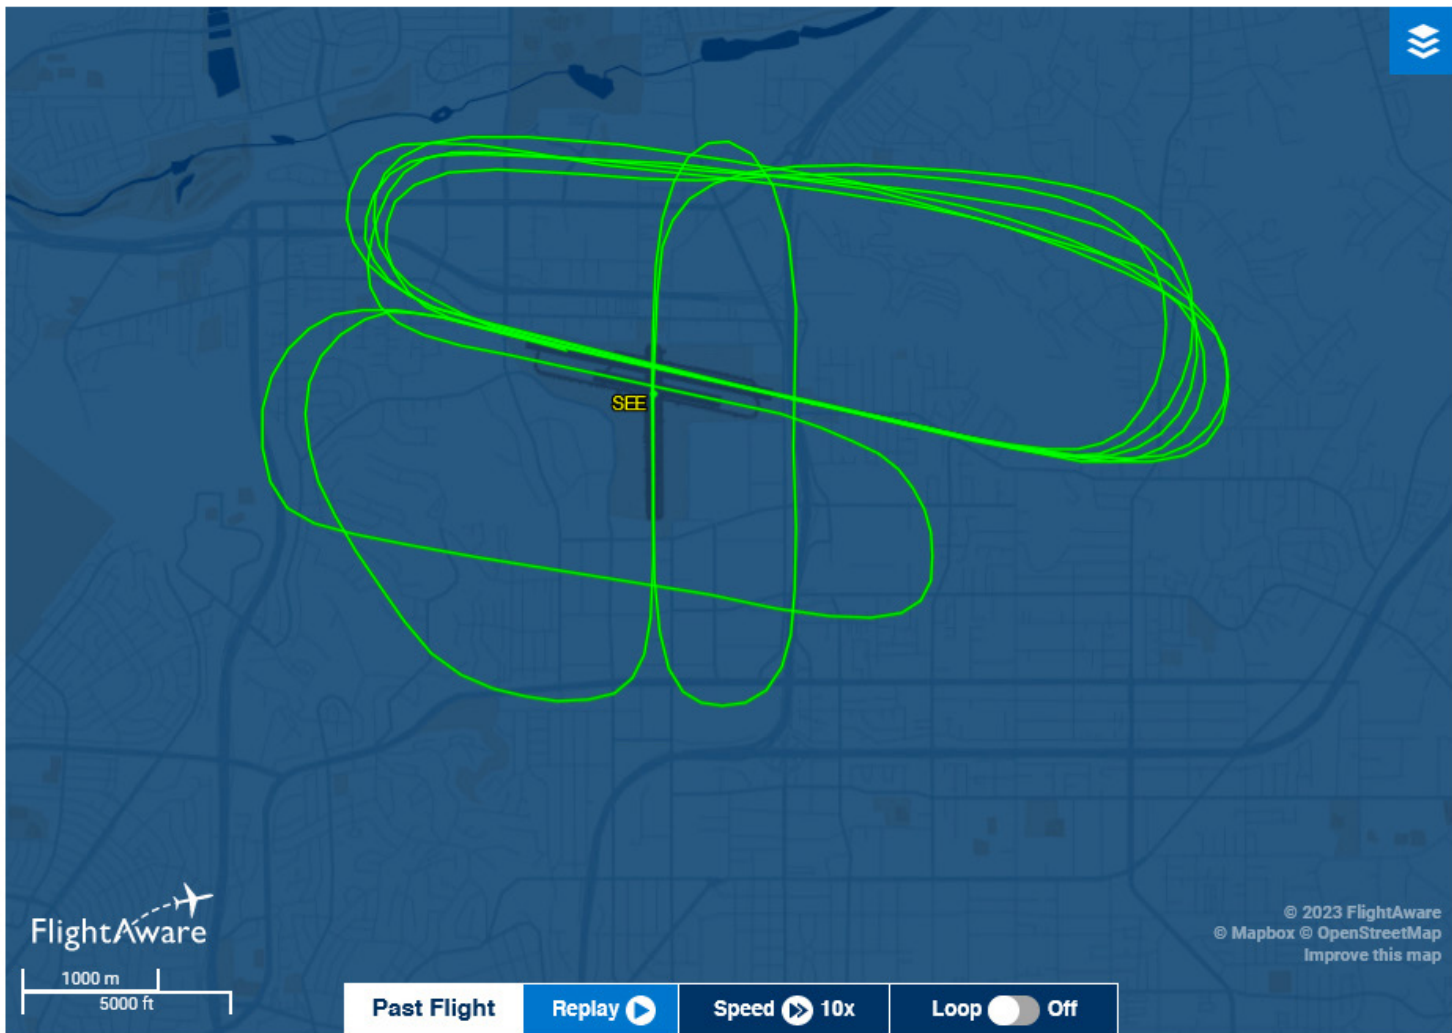 SEE
FlightAware
1000 m
5000 ft
Past Flight
Replay
Speed 10x
Loop Off
© 2023 FlightAware
© Mapbox © OpenStreetMap
Improve this map